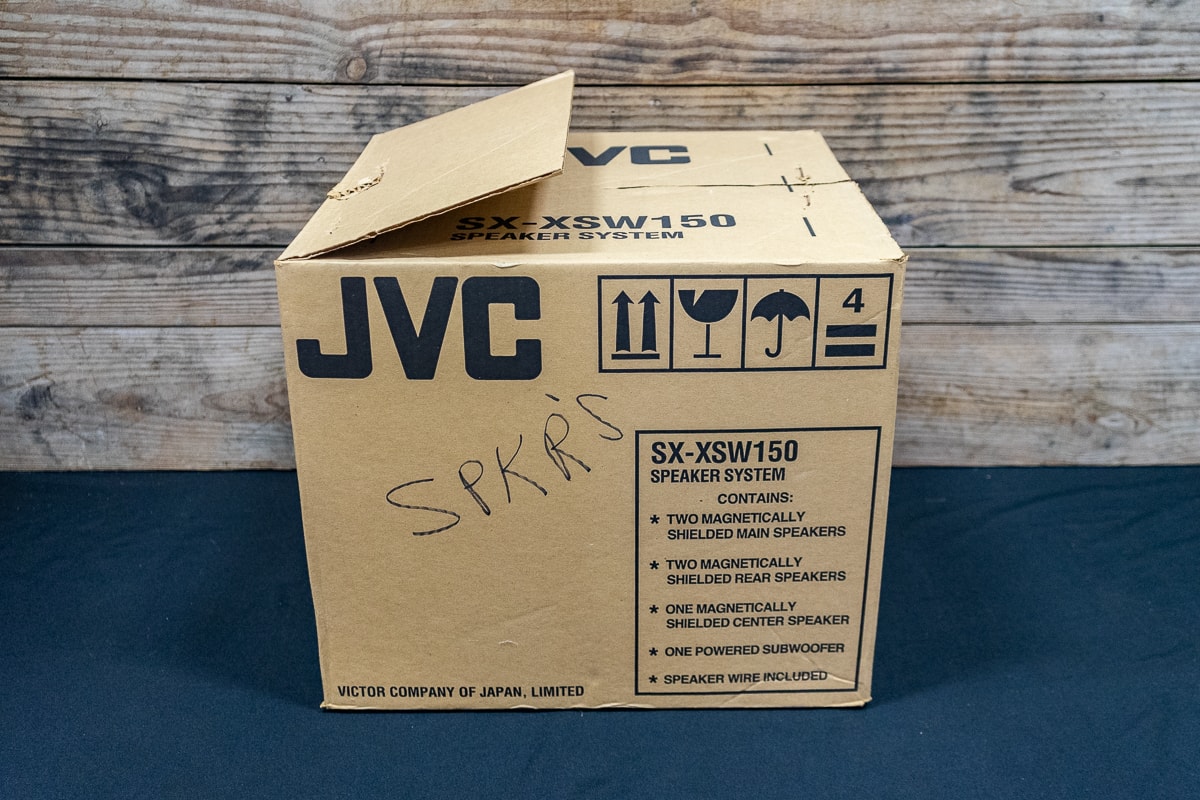 JVC
SX-XSW150
SPEAKER SYSTEM
JVC
4
SPKR'S
SX-XSW150
SPEAKER SYSTEM
CONTAINS:
* TWO MAGNETICALLY
SHIELDED MAIN SPEAKERS
* TWO MAGNETICALLY
SHIELDED REAR SPEAKERS
* ONE MAGNETICALLY
SHIELDED CENTER SPEAKER
* ONE POWERED SUBWOOFER
* SPEAKER WIRE INCLUDED
VICTOR COMPANY OF JAPAN, LIMITED